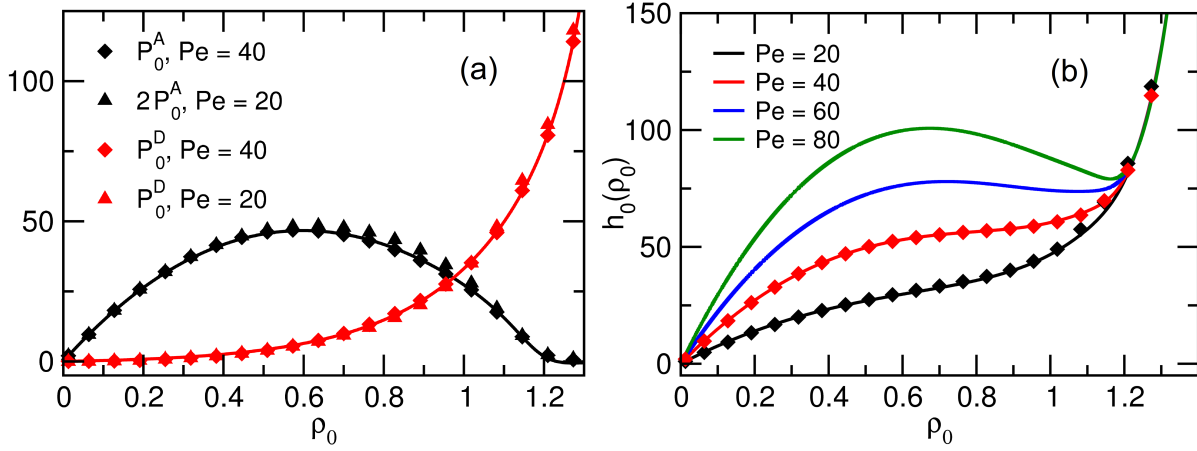 (a)
P₀ᴬ, Pe = 40
2P₀ᴬ, Pe = 20
P₀ᴰ, Pe = 40
P₀ᴰ, Pe = 20
100
50
0
0 0.2 0.4 0.6 0.8 1 1.2
ρ₀
(b)
Pe = 20
Pe = 40
Pe = 60
Pe = 80
h₀(ρ₀)
150
100
50
0
0 0.2 0.4 0.6 0.8 1.0 1.2
ρ₀